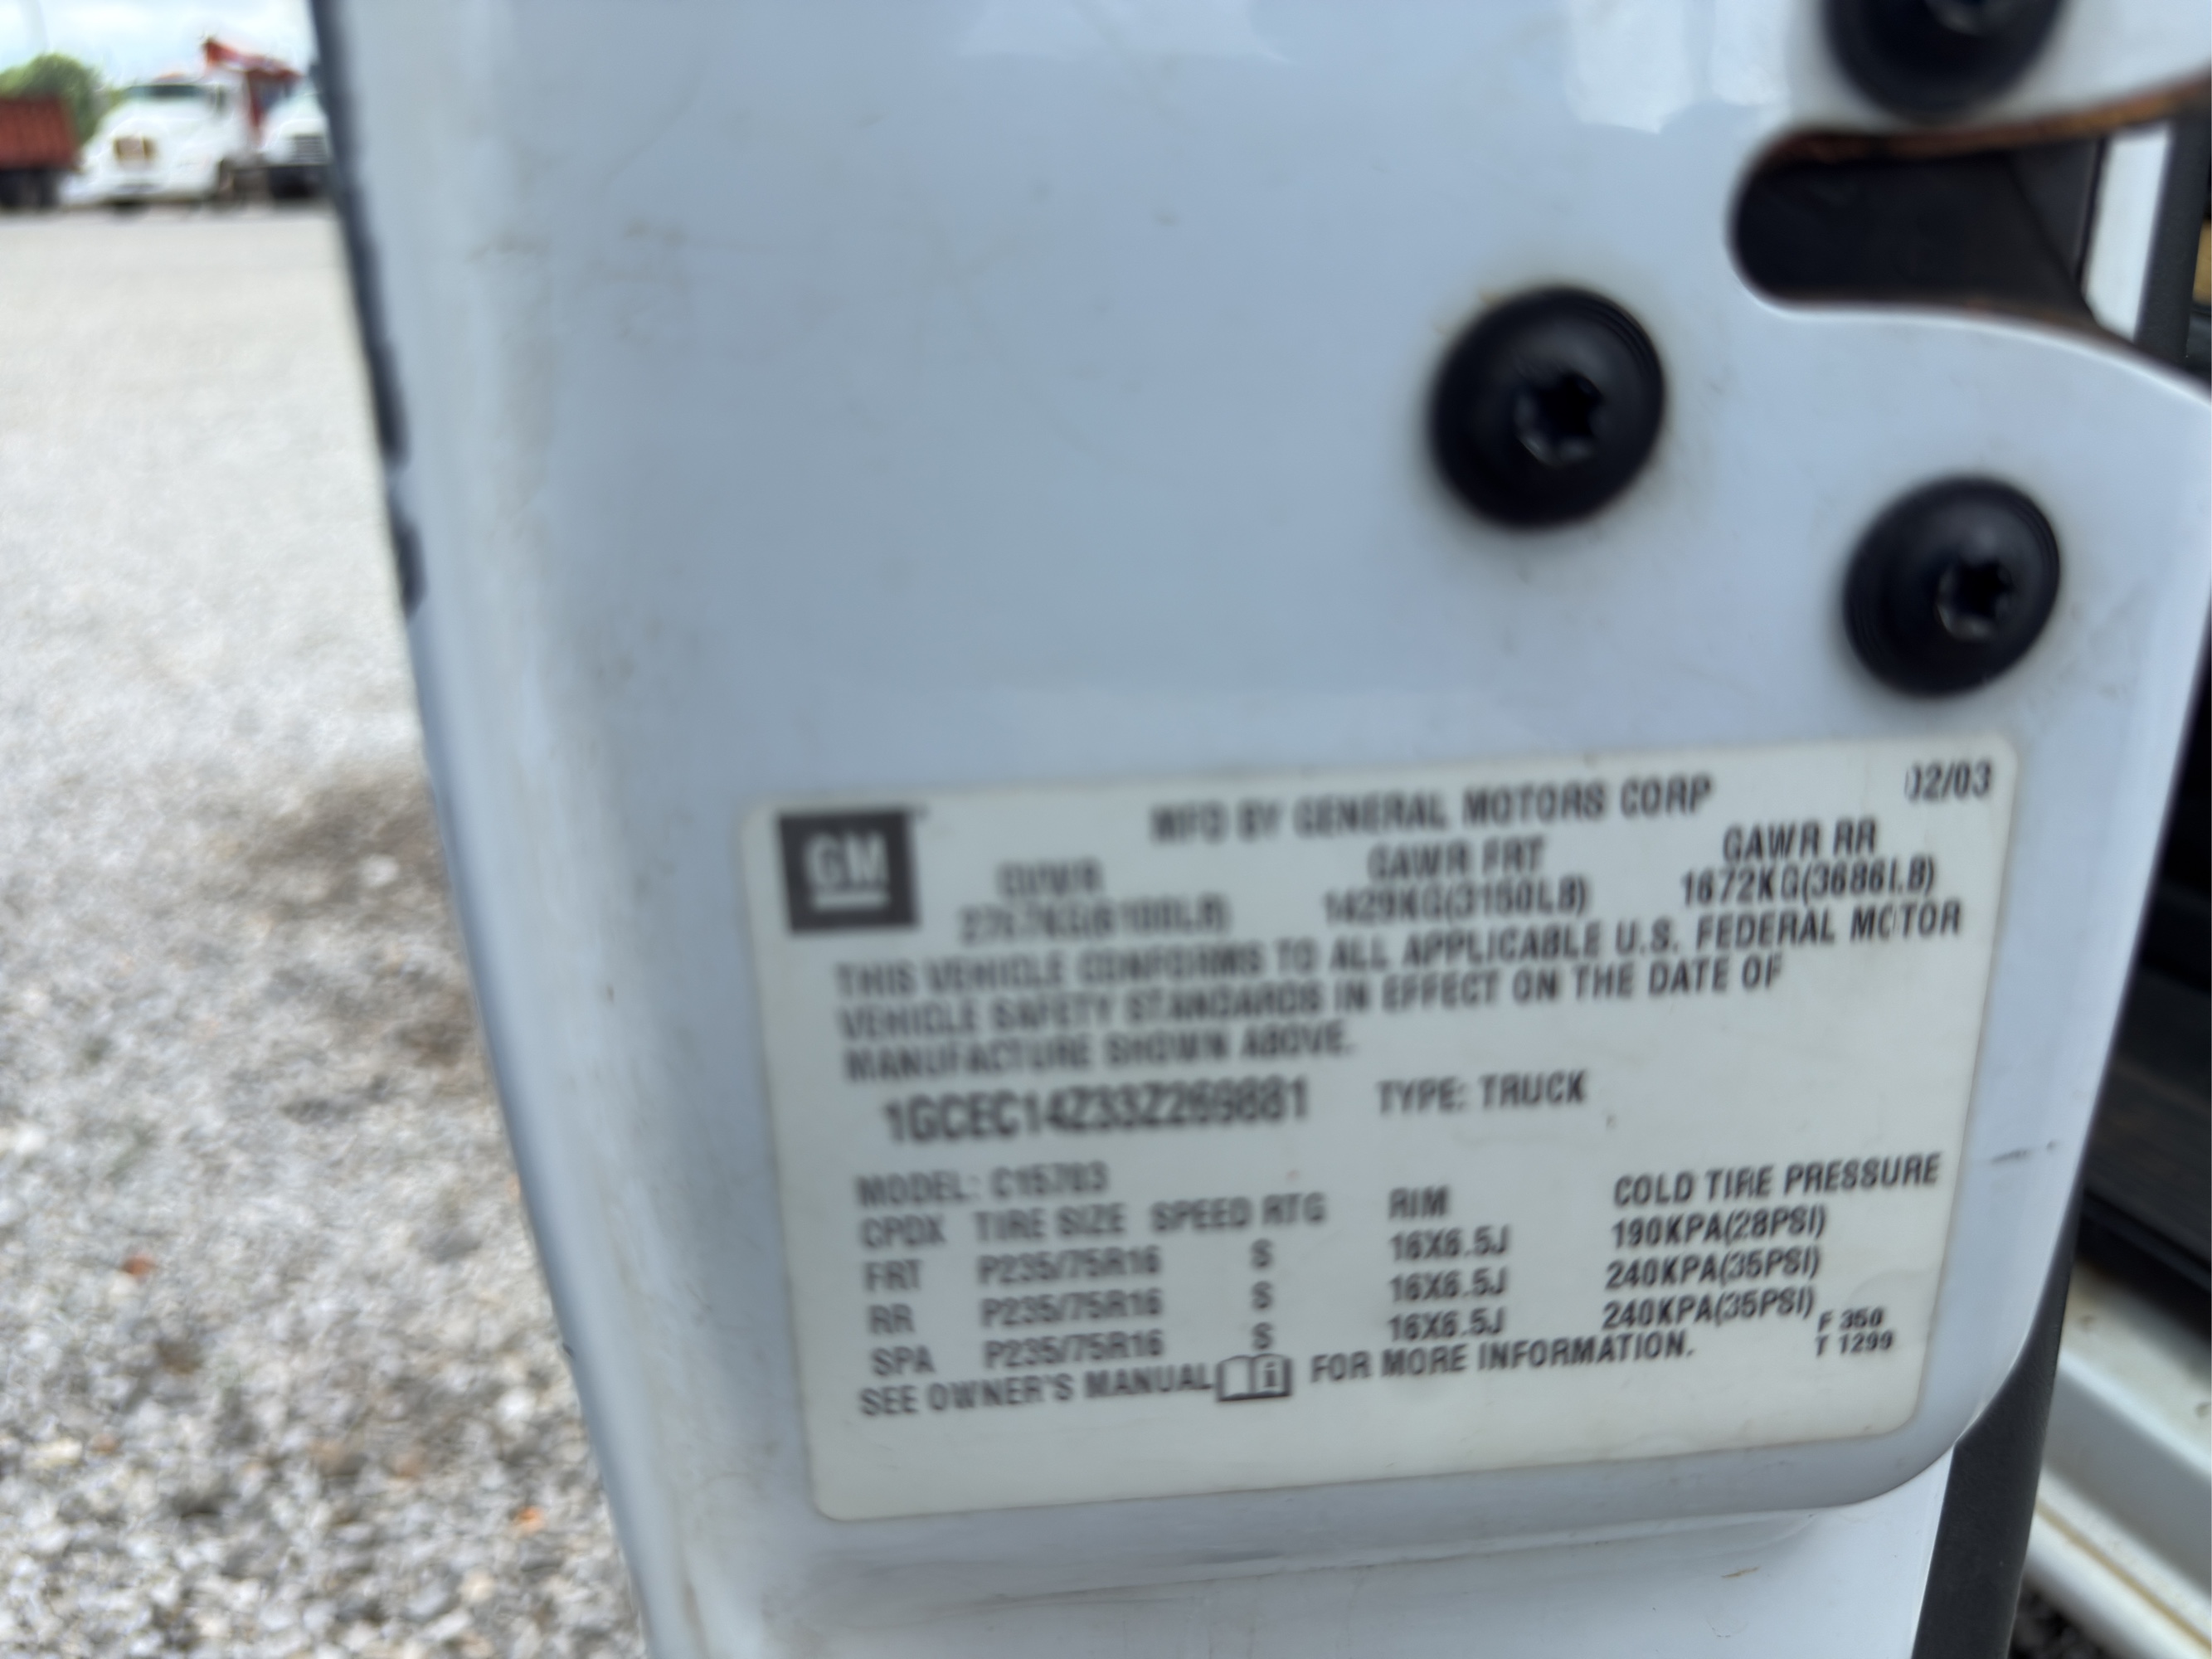 GM
MFD BY GENERAL MOTORS CORP 02/03
GVWR GAWR FRT GAWR RR
2767KG(6100LB) 1429KG(3150LB) 1672KG(3686LB)
THIS VEHICLE CONFORMS TO ALL APPLICABLE U.S. FEDERAL MOTOR
VEHICLE SAFETY STANDARDS IN EFFECT ON THE DATE OF
MANUFACTURE SHOWN ABOVE.
1GCEC14Z33Z269881 TYPE: TRUCK
MODEL: C15703
CPDX TIRE SIZE SPEED RTG RIM COLD TIRE PRESSURE
FRT P235/75R16 S 16X6.5J 190KPA(28PSI)
RR P235/75R16 S 16X6.5J 240KPA(35PSI)
SPA P235/75R16 S 16X6.5J 240KPA(35PSI)
SEE OWNER'S MANUAL FOR MORE INFORMATION.
F 350
T 1299